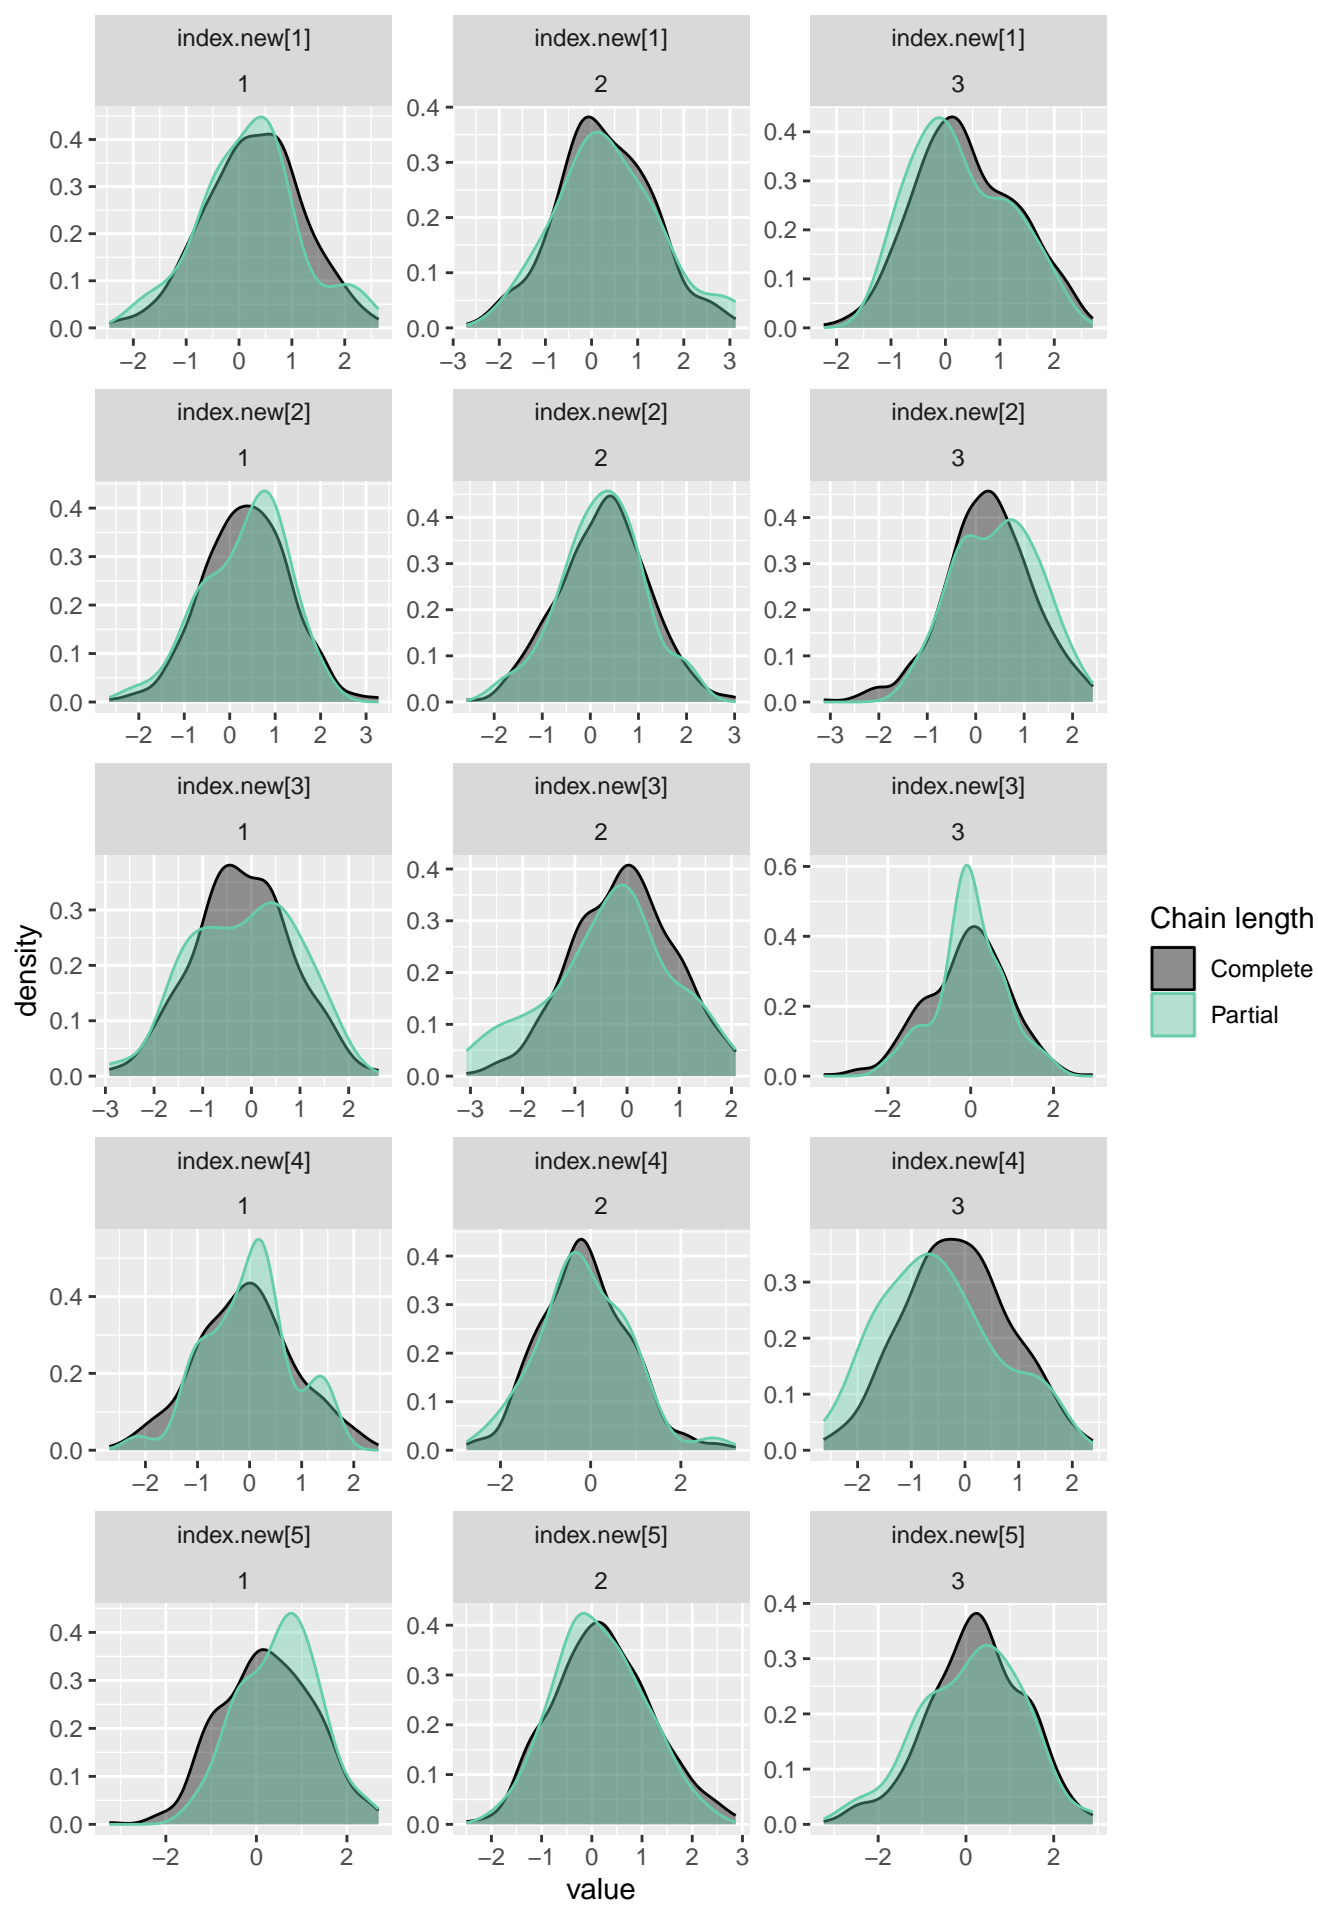 index.new[1] index.new[1] index.new[1]
1 2 3
0.4 0.3 0.2 0.1 0.0
−2 −1 0 1 2
0.4 0.3 0.2 0.1 0.0
−3 −2 −1 0 1 2 3
0.4 0.3 0.2 0.1 0.0
−2 −1 0 1 2
index.new[2] index.new[2] index.new[2]
1 2 3
0.4 0.3 0.2 0.1 0.0
−2 −1 0 1 2 3
0.4 0.3 0.2 0.1 0.0
−2 −1 0 1 2 3
0.4 0.3 0.2 0.1 0.0
−3 −2 −1 0 1 2
index.new[3] index.new[3] index.new[3]
1 2 3
0.3 0.2 0.1 0.0
−3 −2 −1 0 1 2
0.4 0.3 0.2 0.1 0.0
−3 −2 −1 0 1 2
0.6 0.4 0.2 0.0
−2 0 2
index.new[4] index.new[4] index.new[4]
1 2 3
0.4 0.2 0.0
−2 −1 0 1 2
0.4 0.3 0.2 0.1 0.0
−2 0 2
0.3 0.2 0.1 0.0
−2 −1 0 1 2
index.new[5] index.new[5] index.new[5]
1 2 3
0.4 0.3 0.2 0.1 0.0
−2 0 2
0.4 0.3 0.2 0.1 0.0
−2 −1 0 1 2 3
0.4 0.3 0.2 0.1 0.0
−2 0 2
density
value
Chain length
Complete
Partial